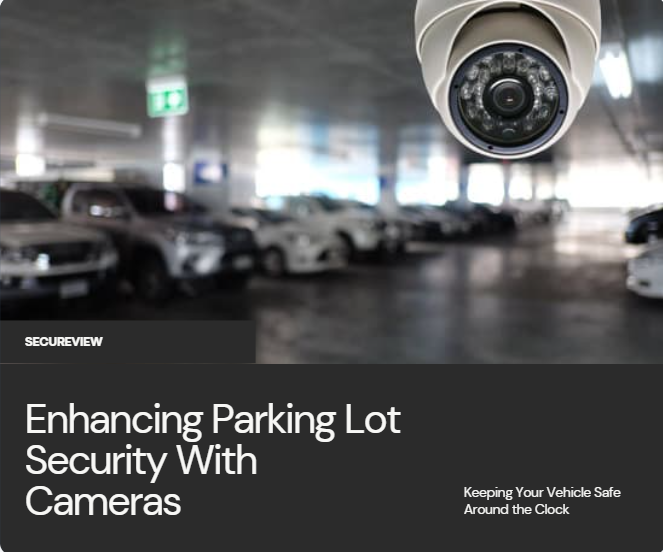 SECUREVIEW
Enhancing Parking Lot
Security With
Cameras
Keeping Your Vehicle Safe
Around the Clock